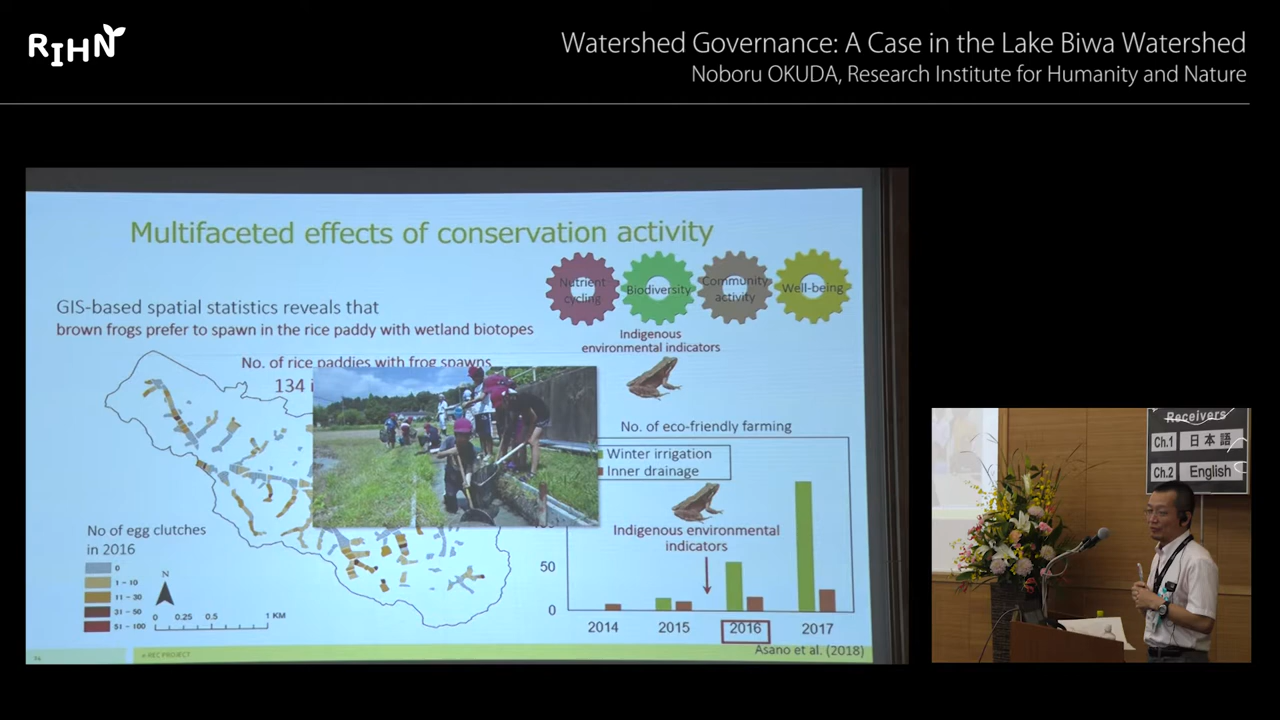 RIHN
Watershed Governance: A Case in the Lake Biwa Watershed
Noboru OKUDA, Research Institute for Humanity and Nature
Multifaceted effects of conservation activity
Nutrient cycling
Biodiversity
Community activity
Well-being
GIS-based spatial statistics reveals that
brown frogs prefer to spawn in the rice paddy with wetland biotopes
Indigenous
environmental indicators
No. of rice paddies with frog spawns
134
No. of eco-friendly farming
Winter irrigation
Inner drainage
Indigenous environmental
indicators
50
0
2014 2015 2016 2017
No of egg clutches
in 2016
0
1 – 10
11 – 30
31 – 50
51 – 100
N
0 0.25 0.5 1 KM
Asano et al. (2018)
e-REC PROJECT
Receivers
Ch.1 日本語
Ch.2 English